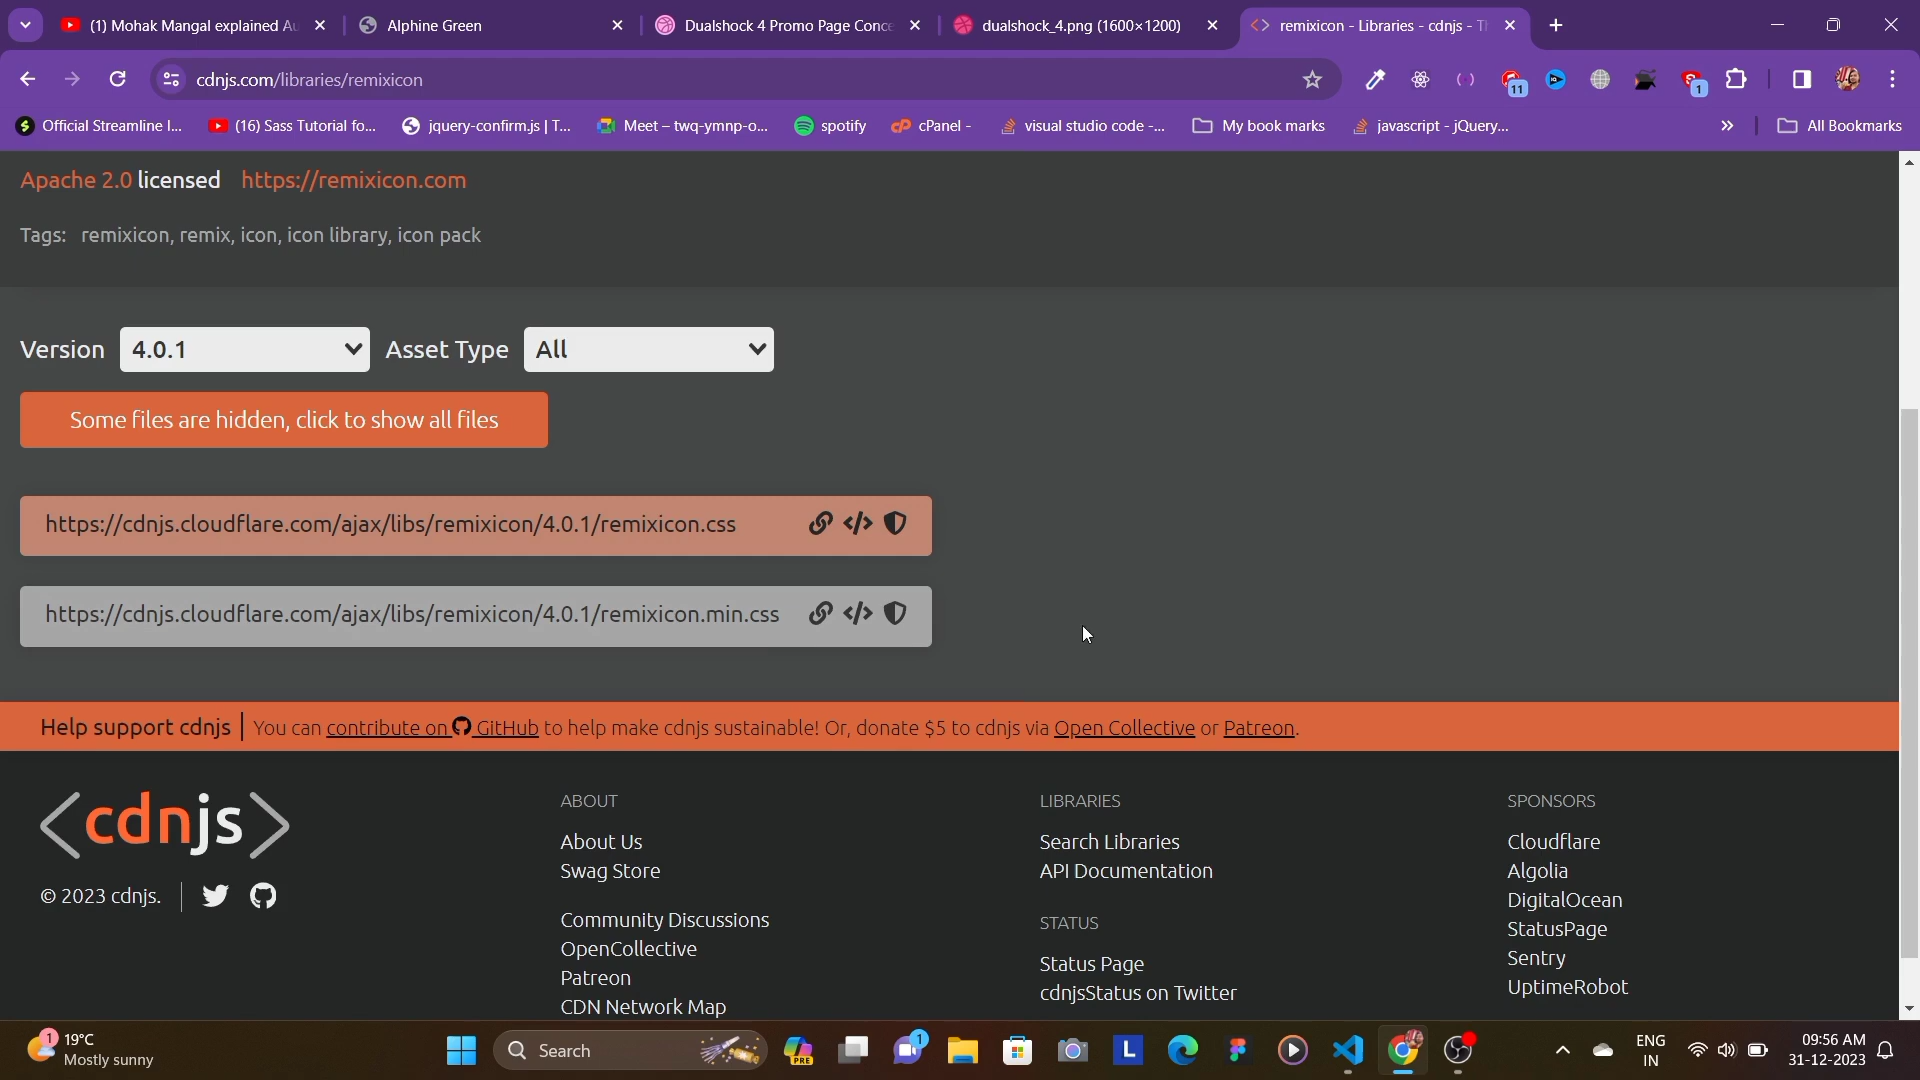 (1) Mohak Mangal explained Au
Alphine Green
Dualshock 4 Promo Page Conce
dualshock_4.png (1600×1200)
remixicon - Libraries - cdnjs - Th
cdnjs.com/libraries/remixicon
11
1
Official Streamline I...
(16) Sass Tutorial fo...
jquery-confirm.js | T...
Meet – twq-ymnp-o...
spotify
cPanel -
visual studio code -...
My book marks
javascript - jQuery...
All Bookmarks
Apache 2.0 licensed https://remixicon.com
Tags: remixicon, remix, icon, icon library, icon pack
Version 4.0.1 Asset Type All
Some files are hidden, click to show all files
https://cdnjs.cloudflare.com/ajax/libs/remixicon/4.0.1/remixicon.css
https://cdnjs.cloudflare.com/ajax/libs/remixicon/4.0.1/remixicon.min.css
Help support cdnjs | You can contribute on GitHub to help make cdnjs sustainable! Or, donate $5 to cdnjs via Open Collective or Patreon.
<cdnjs>
© 2023 cdnjs.
ABOUT
About Us
Swag Store
Community Discussions
OpenCollective
Patreon
CDN Network Map
LIBRARIES
Search Libraries
API Documentation
STATUS
Status Page
cdnjsStatus on Twitter
SPONSORS
Cloudflare
Algolia
DigitalOcean
StatusPage
Sentry
UptimeRobot
1
19°C
Mostly sunny
Search
PRE
1
L
ENG
IN
09:56 AM
31-12-2023